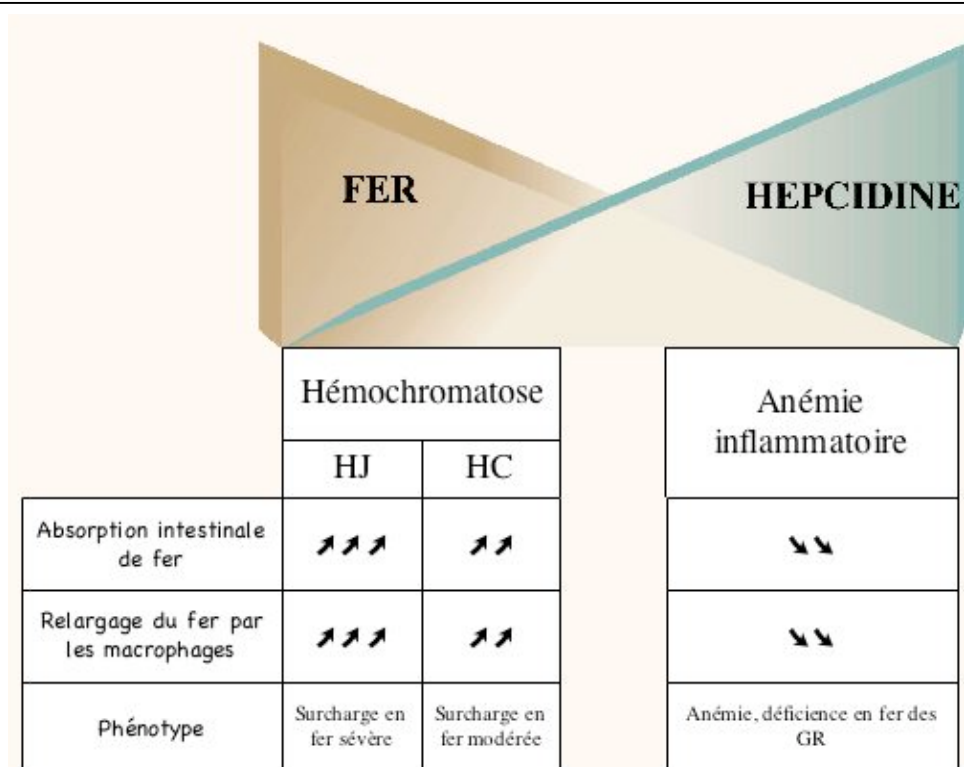 FER
HEPCIDINE
Hémochromatose
HJ
HC
Anémie
inflammatoire
Absorption intestinale
de fer
Relargage du fer par
les macrophages
Phénotype
Surcharge en
fer sévère
Surcharge en
fer modérée
Anémie, déficience en fer des
GR